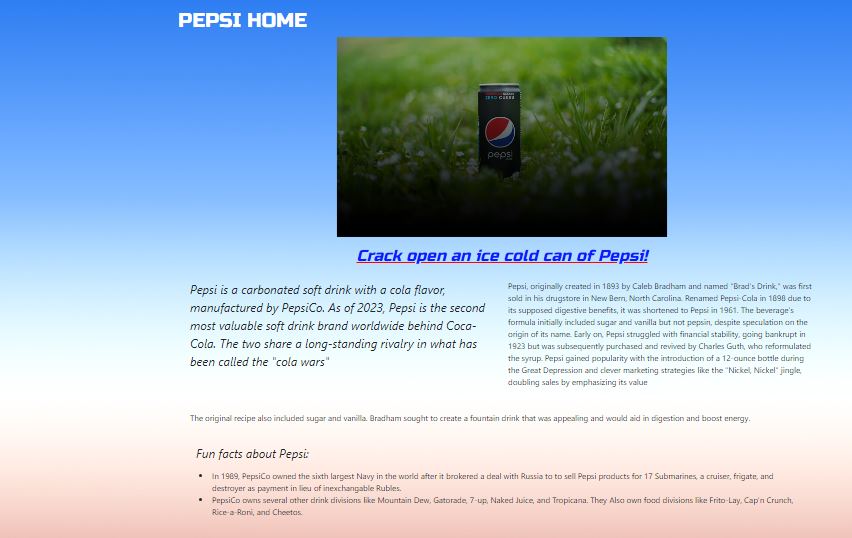 PEPSI HOME
ZERO CUKRU
pepsi
Crack open an ice cold can of Pepsi!
Pepsi is a carbonated soft drink with a cola flavor,
manufactured by PepsiCo. As of 2023, Pepsi is the second
most valuable soft drink brand worldwide behind Coca-
Cola. The two share a long-standing rivalry in what has
been called the "cola wars"
Pepsi, originally created in 1893 by Caleb Bradham and named "Brad's Drink," was first
sold in his drugstore in New Bern, North Carolina. Renamed Pepsi-Cola in 1898 due to
its supposed digestive benefits, it was shortened to Pepsi in 1961. The beverage's
formula initially included sugar and vanilla but not pepsin, despite speculation on the
origin of its name. Early on, Pepsi struggled with financial stability, going bankrupt in
1923 but was subsequently purchased and revived by Charles Guth, who reformulated
the syrup. Pepsi gained popularity with the introduction of a 12-ounce bottle during
the Great Depression and clever marketing strategies like the "Nickel, Nickel" jingle,
doubling sales by emphasizing its value
The original recipe also included sugar and vanilla. Bradham sought to create a fountain drink that was appealing and would aid in digestion and boost energy.
Fun facts about Pepsi:
• In 1989, PepsiCo owned the sixth largest Navy in the world after it brokered a deal with Russia to to sell Pepsi products for 17 Submarines, a cruiser, frigate, and
destroyer as payment in lieu of inexchangable Rubles.
• PepsiCo owns several other drink divisions like Mountain Dew, Gatorade, 7-up, Naked Juice, and Tropicana. They Also own food divisions like Frito-Lay, Cap'n Crunch,
Rice-a-Roni, and Cheetos.